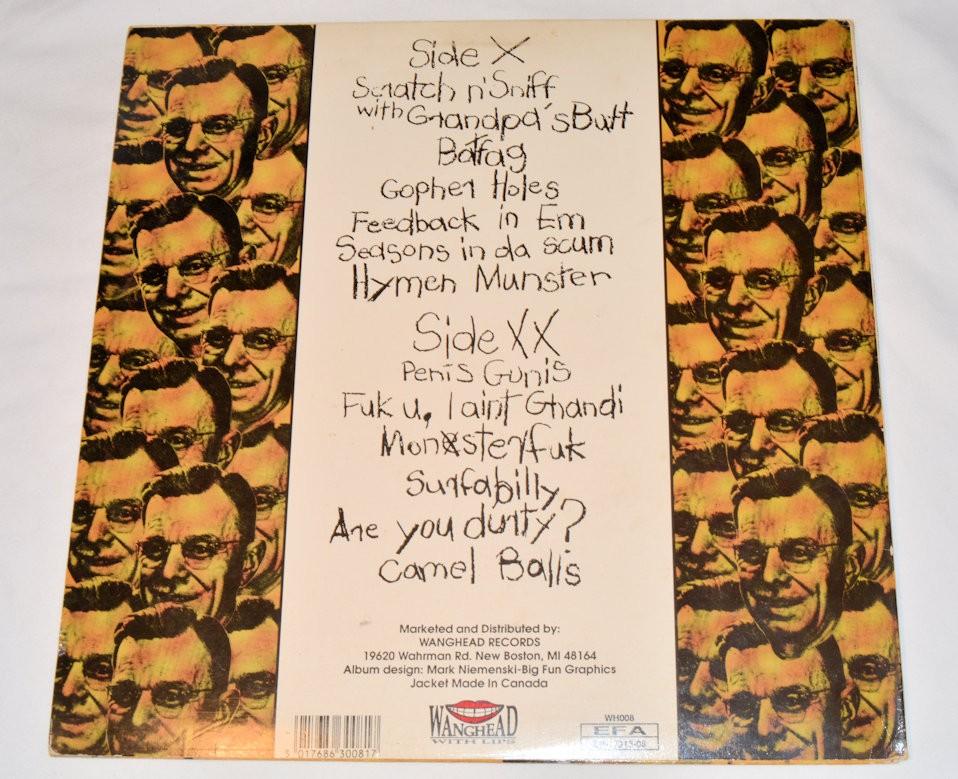 Side X
Scratch n' Sniff
with Grandpa's Butt
Batfag
Gopher Holes
Feedback in Em
Seasons in da scum
Hymen Munster
Side XX
Penis Gunis
Fuk u, I aint Ghandi
Monxsterfuk
Surfabilly
Are you durty?
Camel Balls
Marketed and Distributed by:
WANGHEAD RECORDS
19620 Wahrman Rd. New Boston, MI 48164
Album design: Mark Niemenski-Big Fun Graphics
Jacket Made In Canada
WANGHEAD
WITH LIPS
017686 300817
WH008
EFA